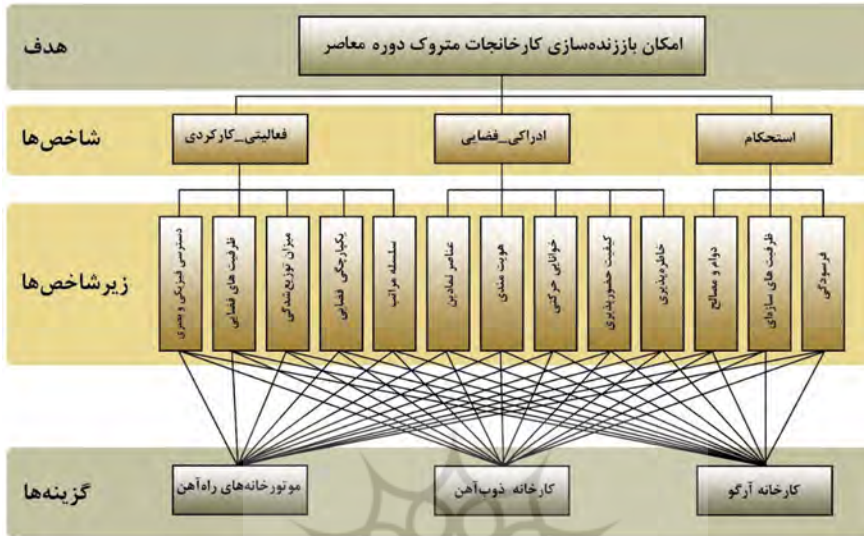 هدف
امکان باززنده‌سازی کارخانجات متروک دوره معاصر
شاخص‌ها
استحکام
ادراکی_فضایی
فعالیتی_کارکردی
زیرشاخص‌ها
فرسودگی
ظرفیت های سازه‌ای
دوام و مصالح
خاطره‌پذیری
کیفیت حضورپذیری
خوانایی حرکتی
هویت مندی
عناصر نمادین
سلسله مراتب
یکپارچگی فضایی
میزان توزیع‌شدگی
ظرفیت های فضایی
دسترسی فیزیکی و بصری
گزینه‌ها
کارخانه آرگو
کارخانه ذوب‌آهن
موتورخانه‌های راه‌آهن